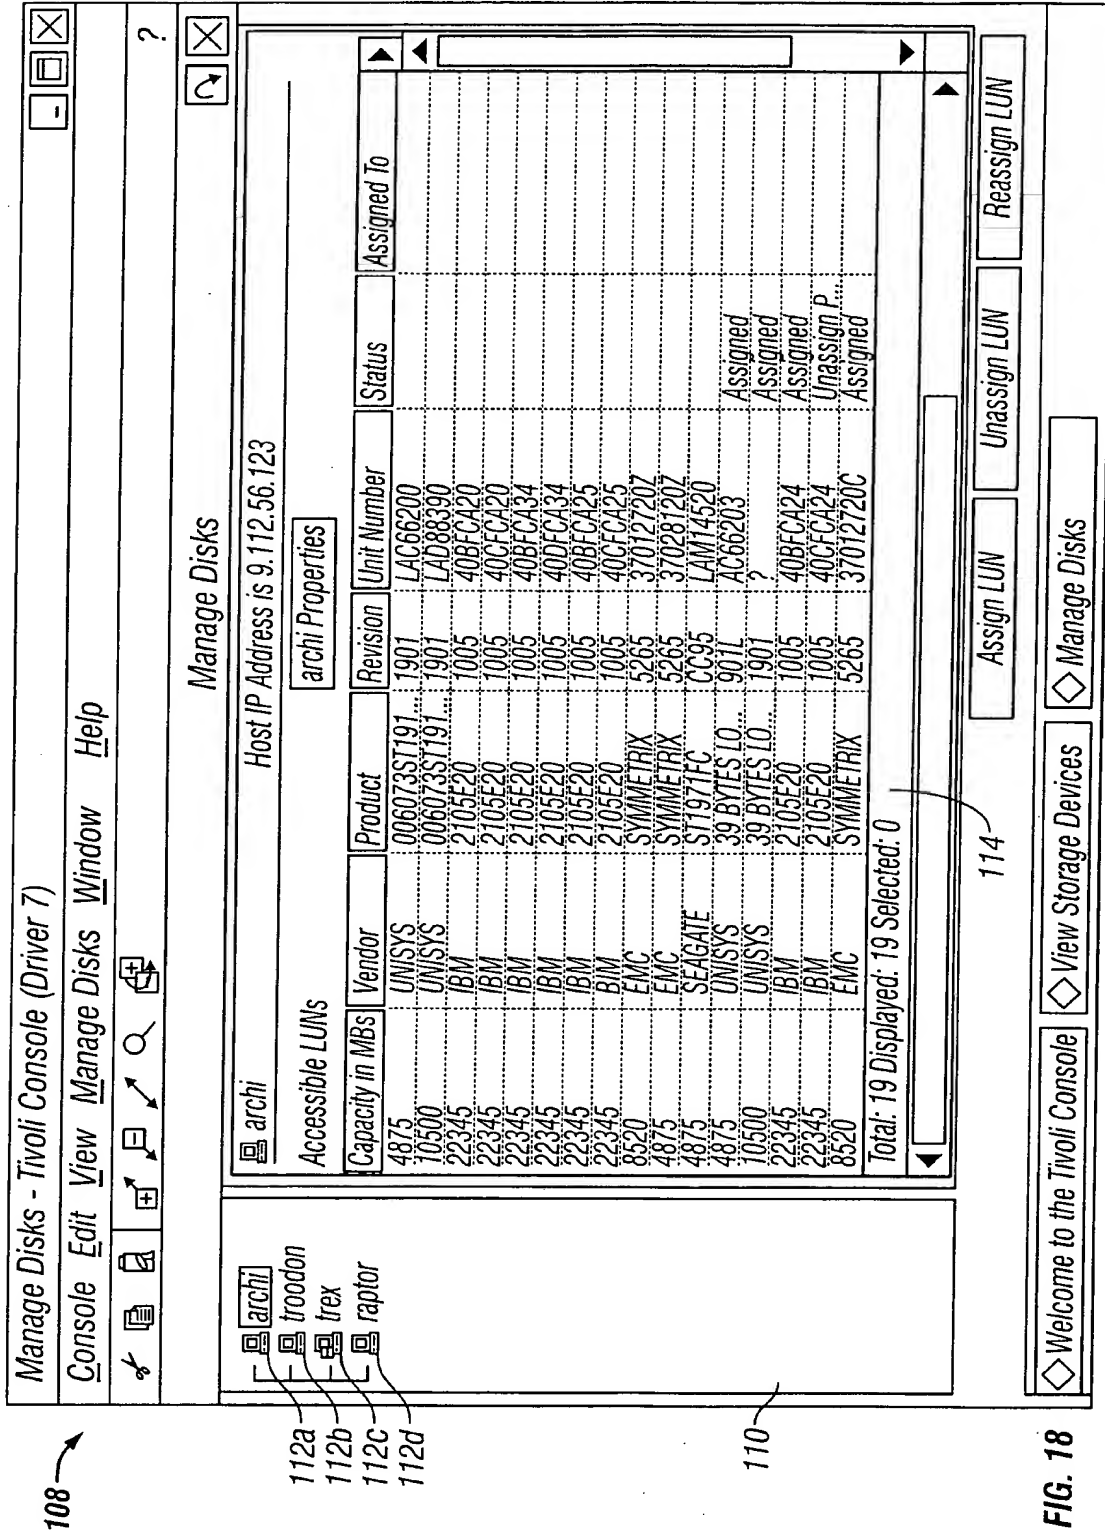 108
Manage Disks - Tivoli Console (Driver 7)
Console Edit View Manage Disks Window Help
?
Manage Disks
archi
troodon
trex
raptor
112a
112b
112c
112d
110
archi Host IP Address is 9.112.56.123
Accessible LUNs archi Properties
Capacity in MBs Vendor Product Revision Unit Number Status Assigned To
4875 UNISYS 006073ST191... 1901 LAC66200
10500 UNISYS 006073ST191... 1901 LAD88390
22345 IBM 2105E20 1005 40BFCA20
22345 IBM 2105E20 1005 40CFCA20
22345 IBM 2105E20 1005 40BFCA34
22345 IBM 2105E20 1005 40DFCA34
22345 IBM 2105E20 1005 40BFCA25
22345 BIM 2105E20 1005 40CFCA25
8520 EMC SYMMETRIX 5265 37012720Z
4875 EMC SYMMETRIX 5265 37028120Z
4875 SEAGATE ST1971FC CC95 LAM14520
4875 UNISYS 39 BYTES LO... 901L AC66203 Assigned
10500 UNISYS 39 BYTES LO... 1901 ? Assigned
22345 IBM 2105E20 1005 40BFCA24 Assigned
22345 IBM 2105E20 1005 40CFCA24 Unassign P...
8520 EMC SYMMETRIX 5265 37012720C Assigned
Total: 19 Displayed: 19 Selected: 0
114
Assign LUN Unassign LUN Reassign LUN
Welcome to the Tivoli Console View Storage Devices Manage Disks
FIG. 18